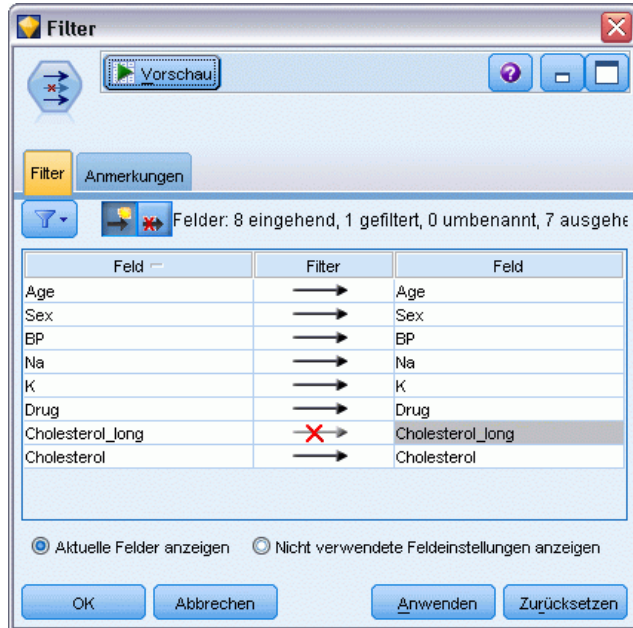 Filter
Vorschau
Filter Anmerkungen
Felder: 8 eingehend, 1 gefiltert, 0 umbenannt, 7 ausgehe
Feld Filter Feld
Age Age
Sex Sex
BP BP
Na Na
K K
Drug Drug
Cholesterol_long Cholesterol_long
Cholesterol Cholesterol
Aktuelle Felder anzeigen Nicht verwendete Feldeinstellungen anzeigen
OK Abbrechen Anwenden Zurücksetzen